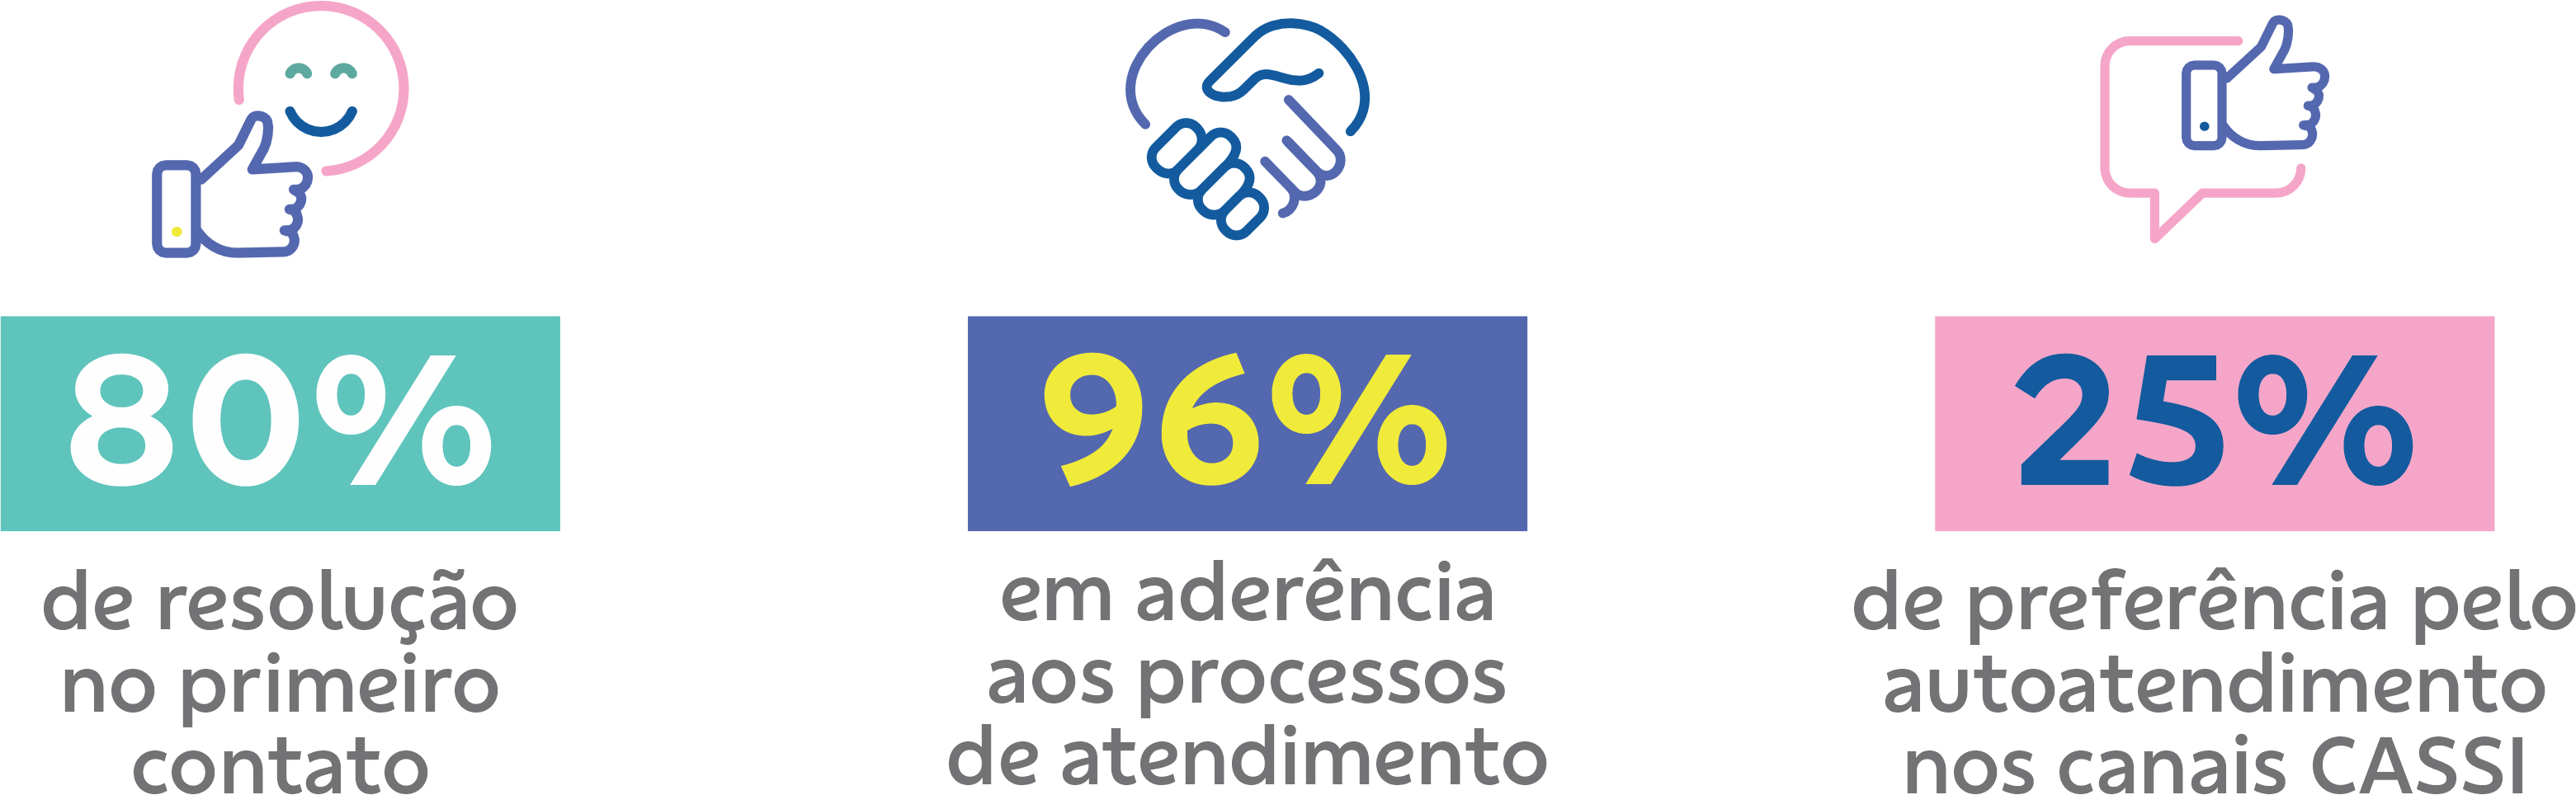 80%
de resolução
no primeiro
contato
96%
em aderência
aos processos
de atendimento
25%
de preferência pelo
autoatendimento
nos canais CASSI